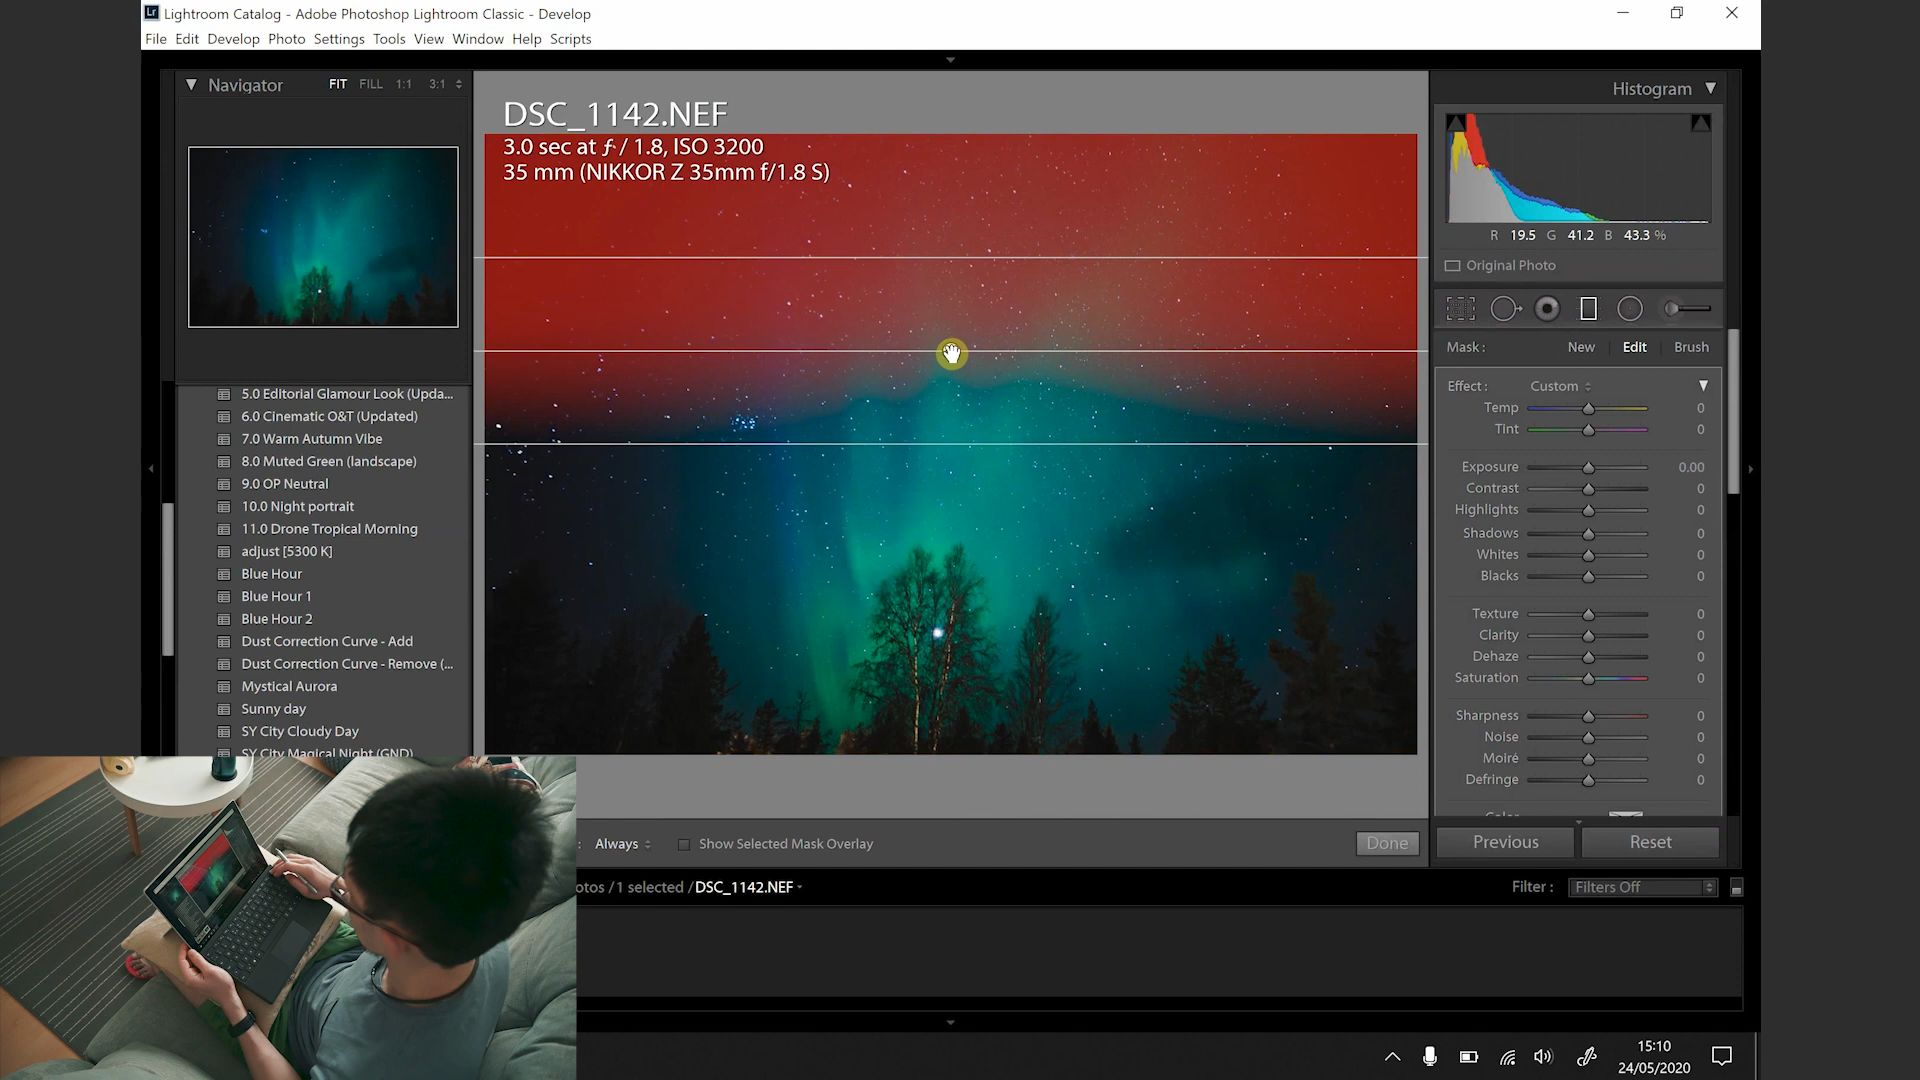 Lr Lightroom Catalog - Adobe Photoshop Lightroom Classic - Develop
File Edit Develop Photo Settings Tools View Window Help Scripts
Navigator FIT FILL 1:1 3:1
5.0 Editorial Glamour Look (Upda...
6.0 Cinematic O&T (Updated)
7.0 Warm Autumn Vibe
8.0 Muted Green (landscape)
9.0 OP Neutral
10.0 Night portrait
11.0 Drone Tropical Morning
adjust [5300 K]
Blue Hour
Blue Hour 1
Blue Hour 2
Dust Correction Curve - Add
Dust Correction Curve - Remove (...
Mystical Aurora
Sunny day
SY City Cloudy Day
SY City Magical Night (GND)
DSC_1142.NEF
3.0 sec at ƒ / 1.8, ISO 3200
35 mm (NIKKOR Z 35mm f/1.8 S)
: Always Show Selected Mask Overlay Done
otos / 1 selected / DSC_1142.NEF
Histogram
R 19.5 G 41.2 B 43.3 %
Original Photo
Mask : New Edit Brush
Effect : Custom
Temp 0
Tint 0
Exposure 0.00
Contrast 0
Highlights 0
Shadows 0
Whites 0
Blacks 0
Texture 0
Clarity 0
Dehaze 0
Saturation 0
Sharpness 0
Noise 0
Moiré 0
Defringe 0
Color
Previous Reset
Filter : Filters Off
15:10
24/05/2020